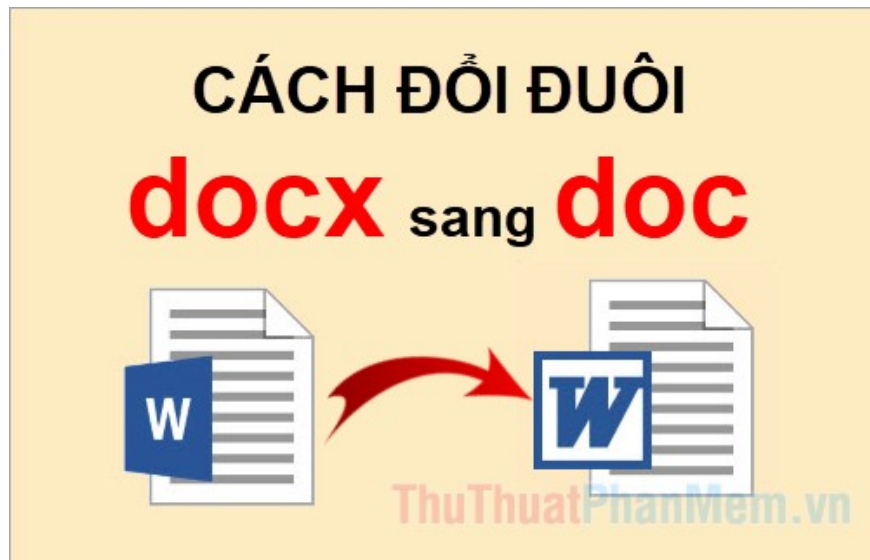 CÁCH ĐỔI ĐUÔI
docx sang doc
W
W
ThuThuatPhanMem.vn